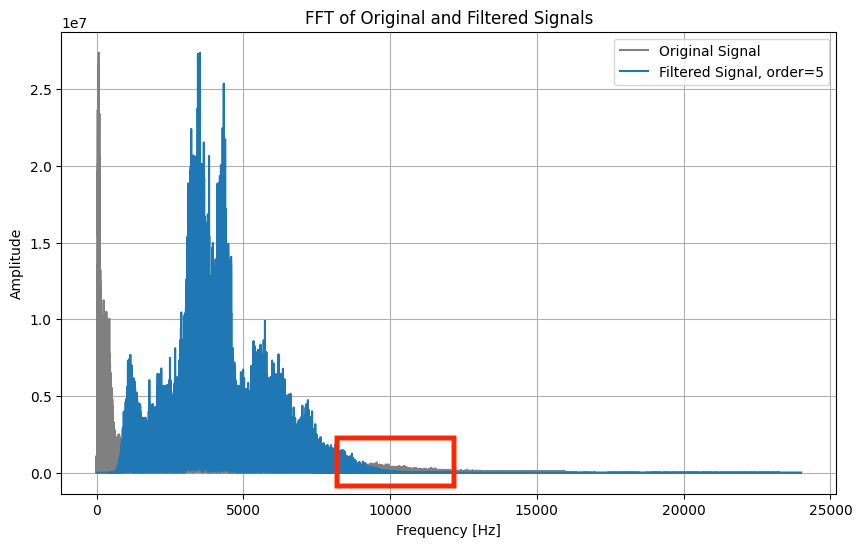 FFT of Original and Filtered Signals
1e7
Original Signal
Filtered Signal, order=5
2.5
2.0
1.5
1.0
0.5
0.0
Amplitude
0 5000 10000 15000 20000 25000
Frequency [Hz]